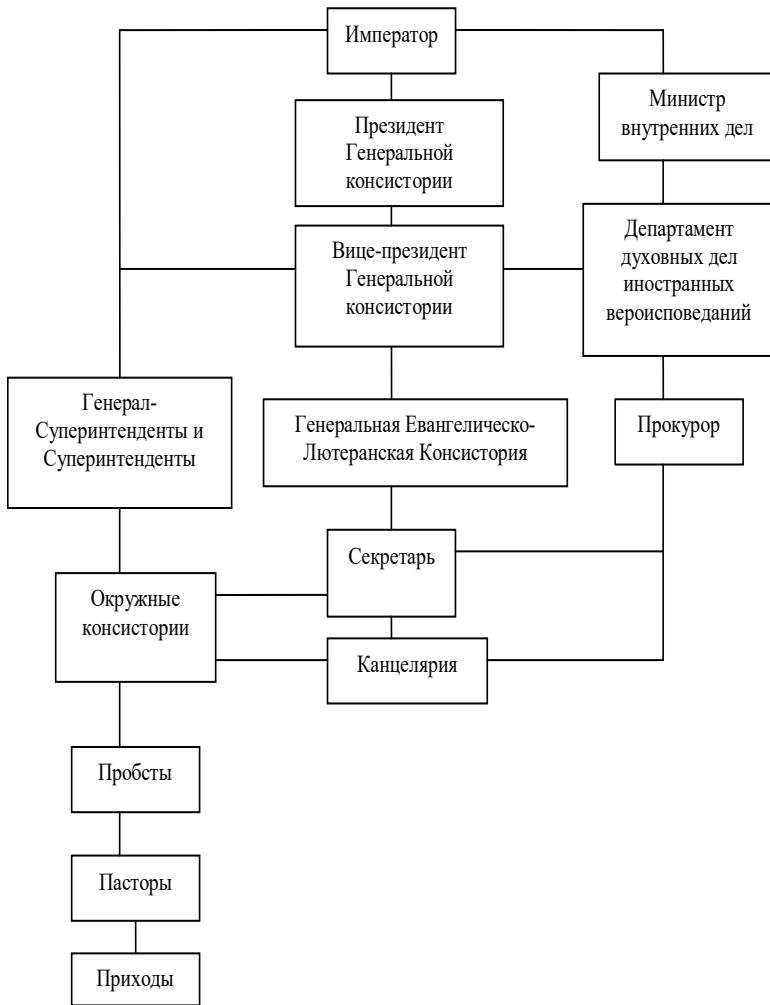 Император
Министр
внутренних дел
Президент
Генеральной
консистории
Департамент
духовных дел
иностранных
вероисповеданий
Вице-президент
Генеральной
консистории
Генерал-
Суперинтенденты и
Суперинтенденты
Генеральная Евангелическо-
Лютеранская Консистория
Прокурор
Секретарь
Окружные
консистории
Канцелярия
Пробсты
Пасторы
Приходы